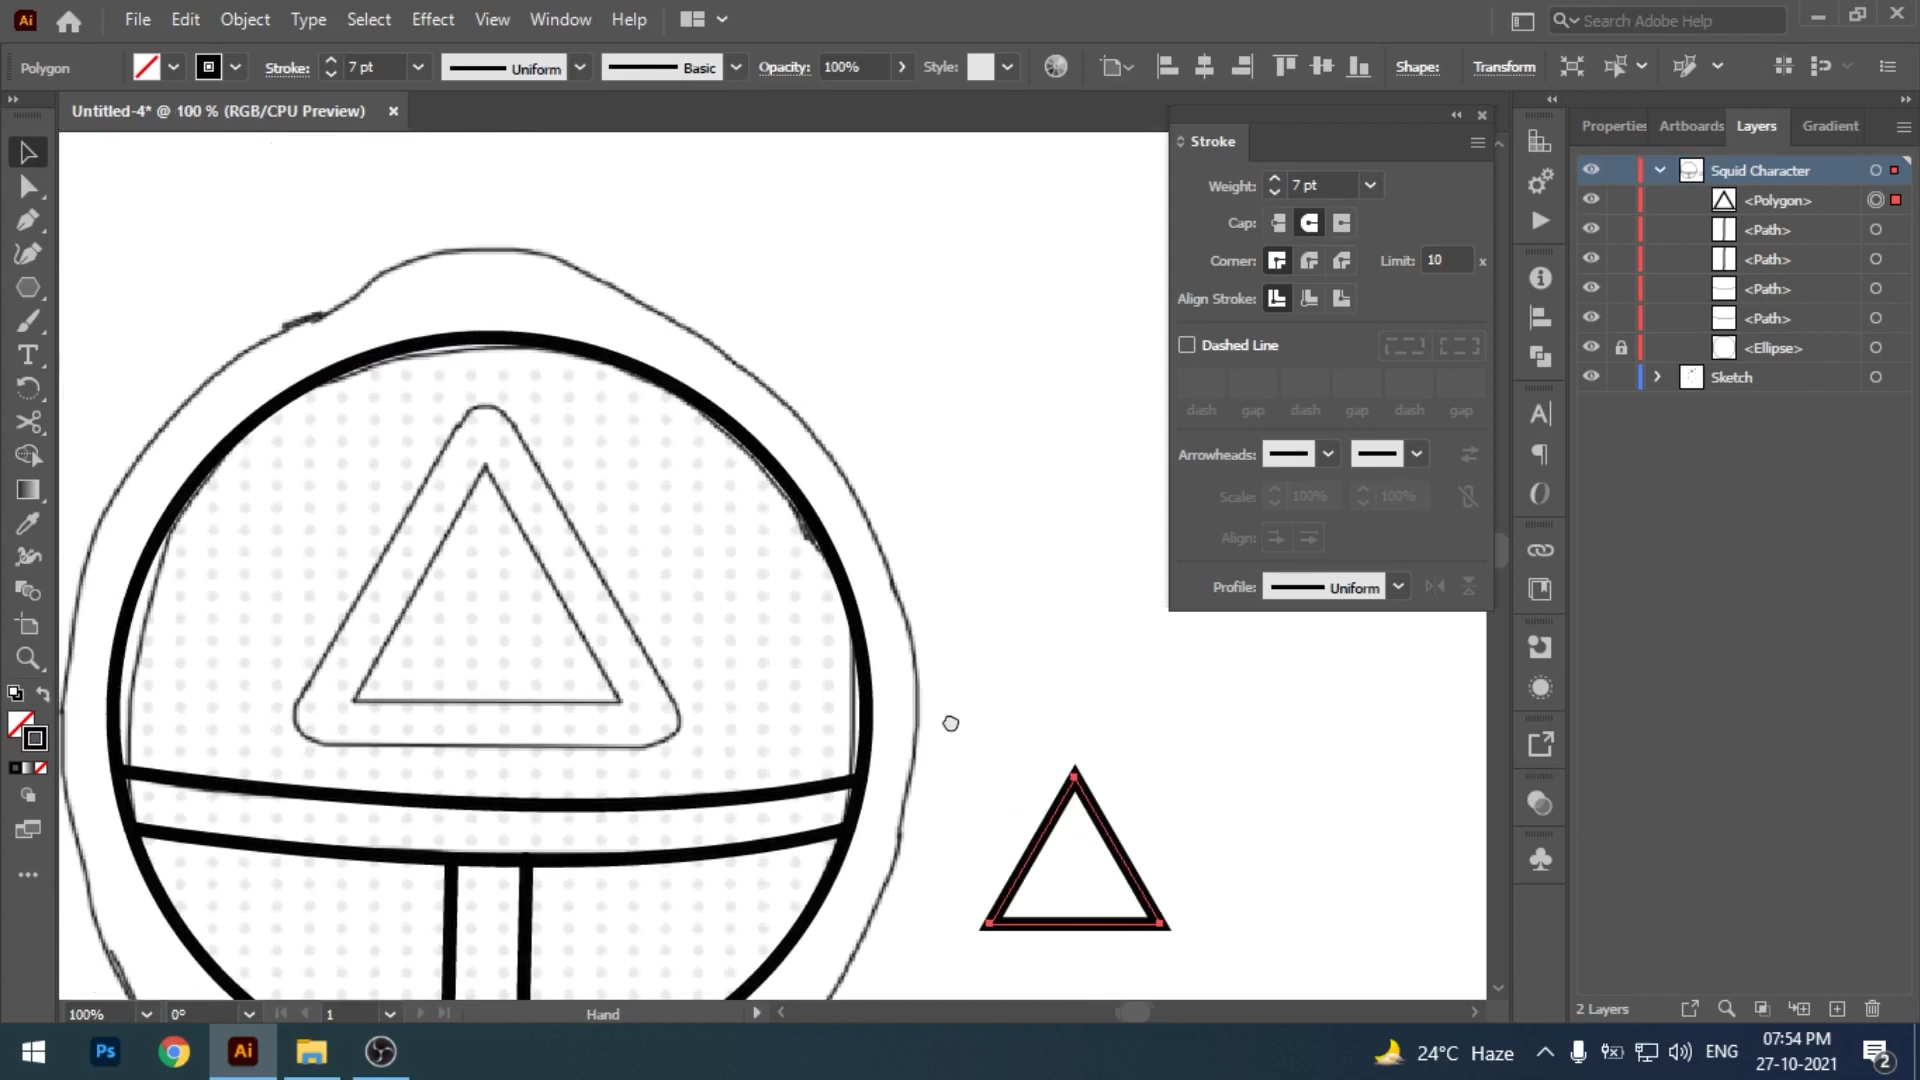 Ai File Edit Object Type Select Effect View Window Help Search Adobe Help
Polygon Stroke: 7 pt Uniform Basic Opacity: 100% Style: Shape: Transform
Untitled-4* @ 100 % (RGB/CPU Preview)
Stroke
Weight: 7 pt
Cap:
Corner: Limit: 10 x
Align Stroke:
Dashed Line
dash gap dash gap dash gap
Arrowheads:
Scale: 100% 100%
Align:
Profile: Uniform
Properties Artboards Layers Gradient
Squid Character
<Polygon>
<Path>
<Path>
<Path>
<Path>
<Ellipse>
Sketch
100% 0° 1 Hand
2 Layers
Ps Ai 24°C Haze ENG
07:54 PM
27-10-2021
2